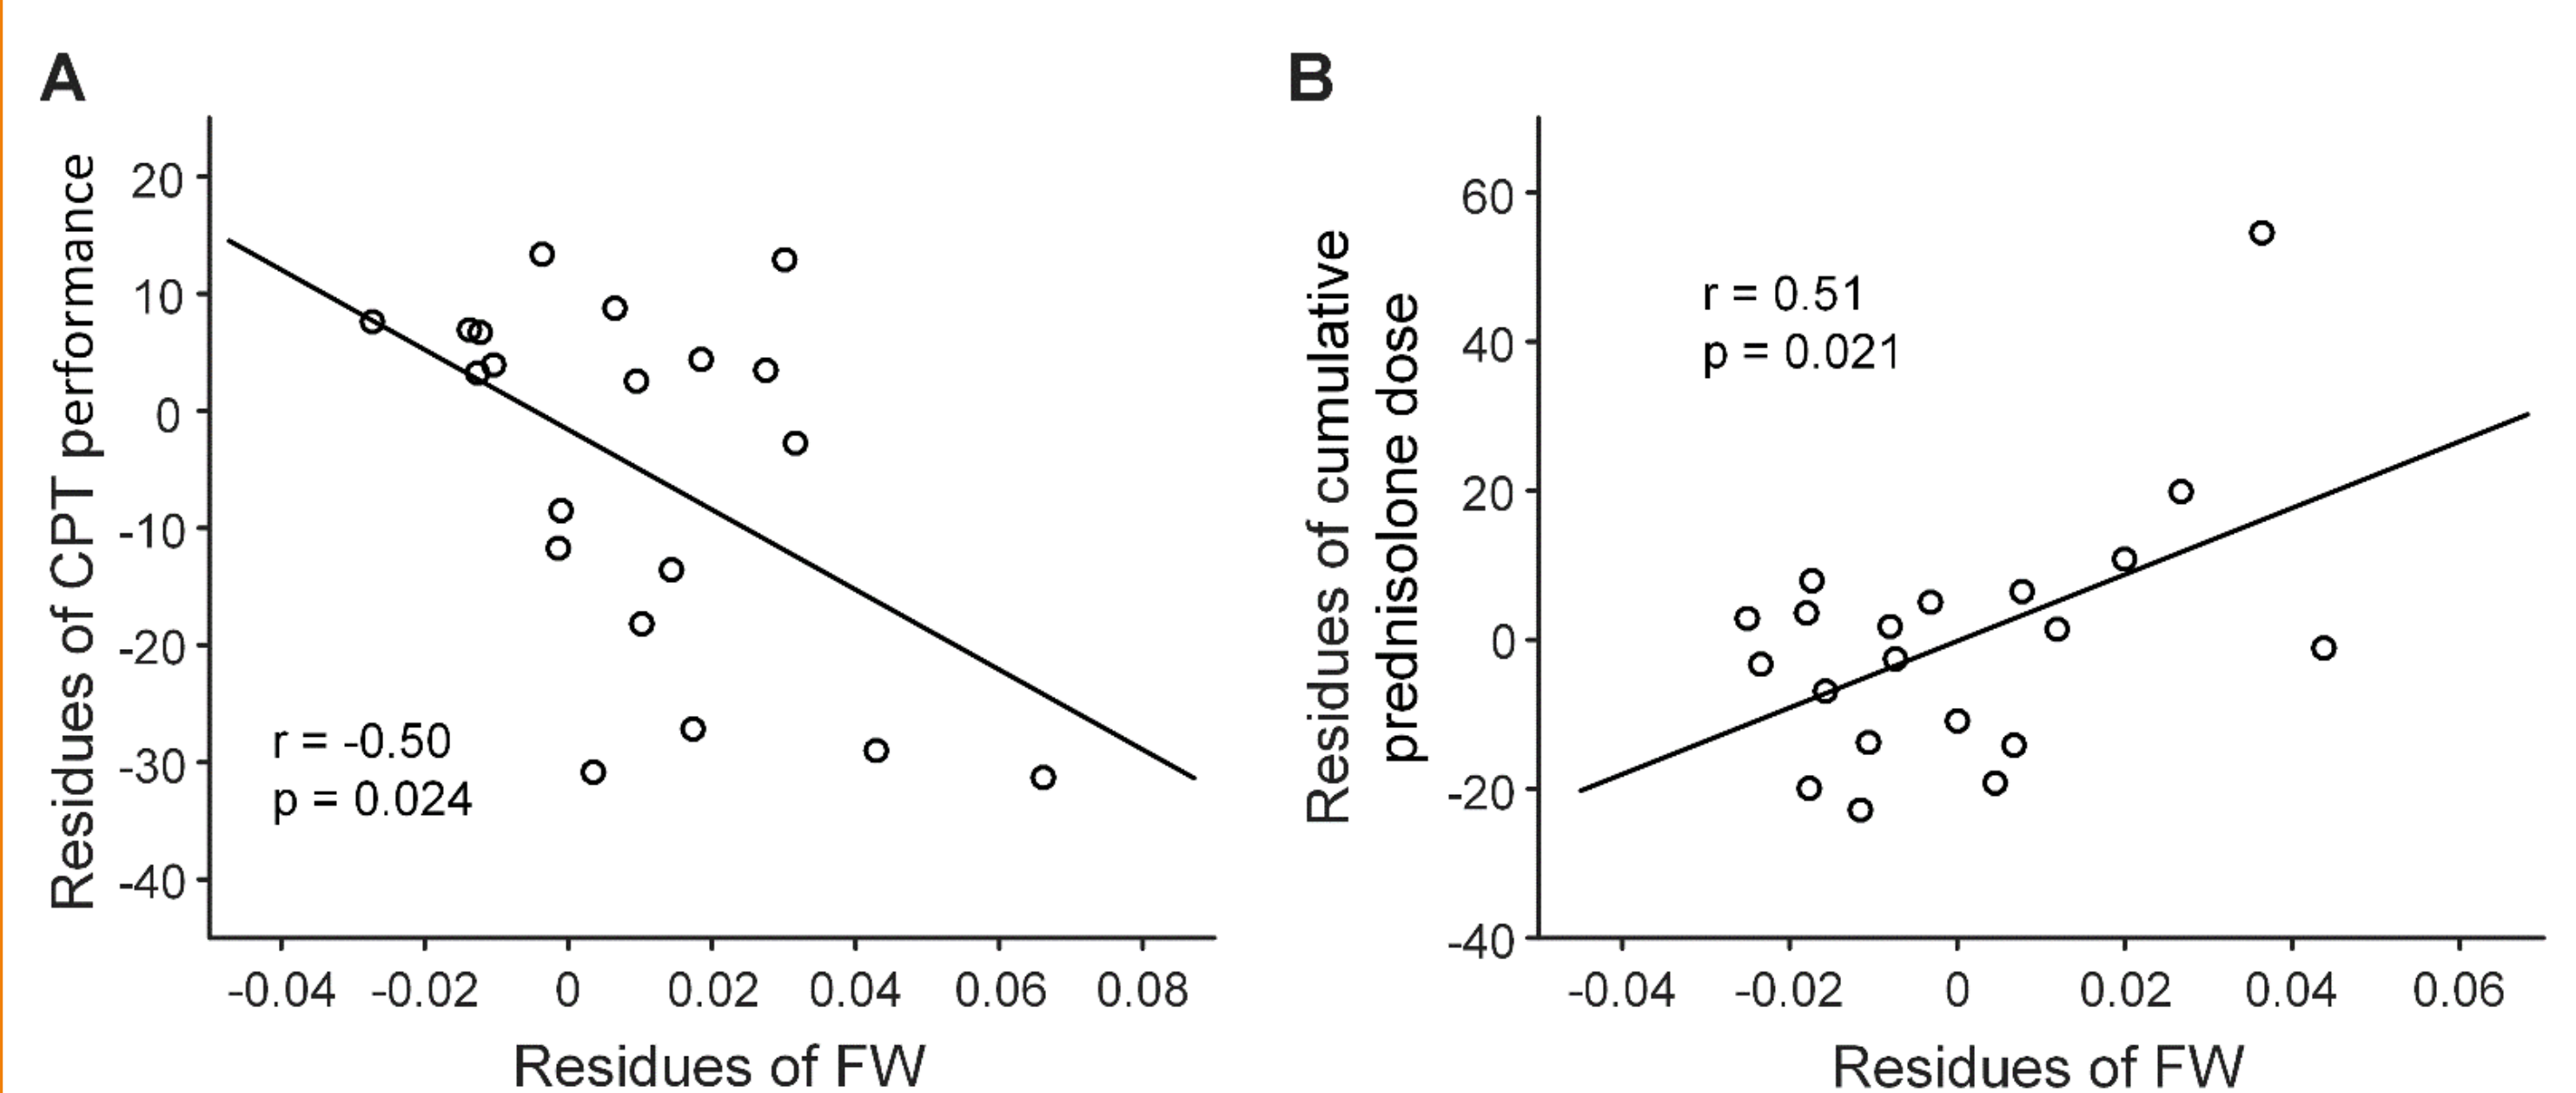 A
Residues of CPT performance
20
10
0
-10
-20
-30
-40
r = -0.50
p = 0.024
-0.04 -0.02 0 0.02 0.04 0.06 0.08
Residues of FW
B
Residues of cumulative
prednisolone dose
60
40
20
0
-20
-40
r = 0.51
p = 0.021
-0.04 -0.02 0 0.02 0.04 0.06
Residues of FW